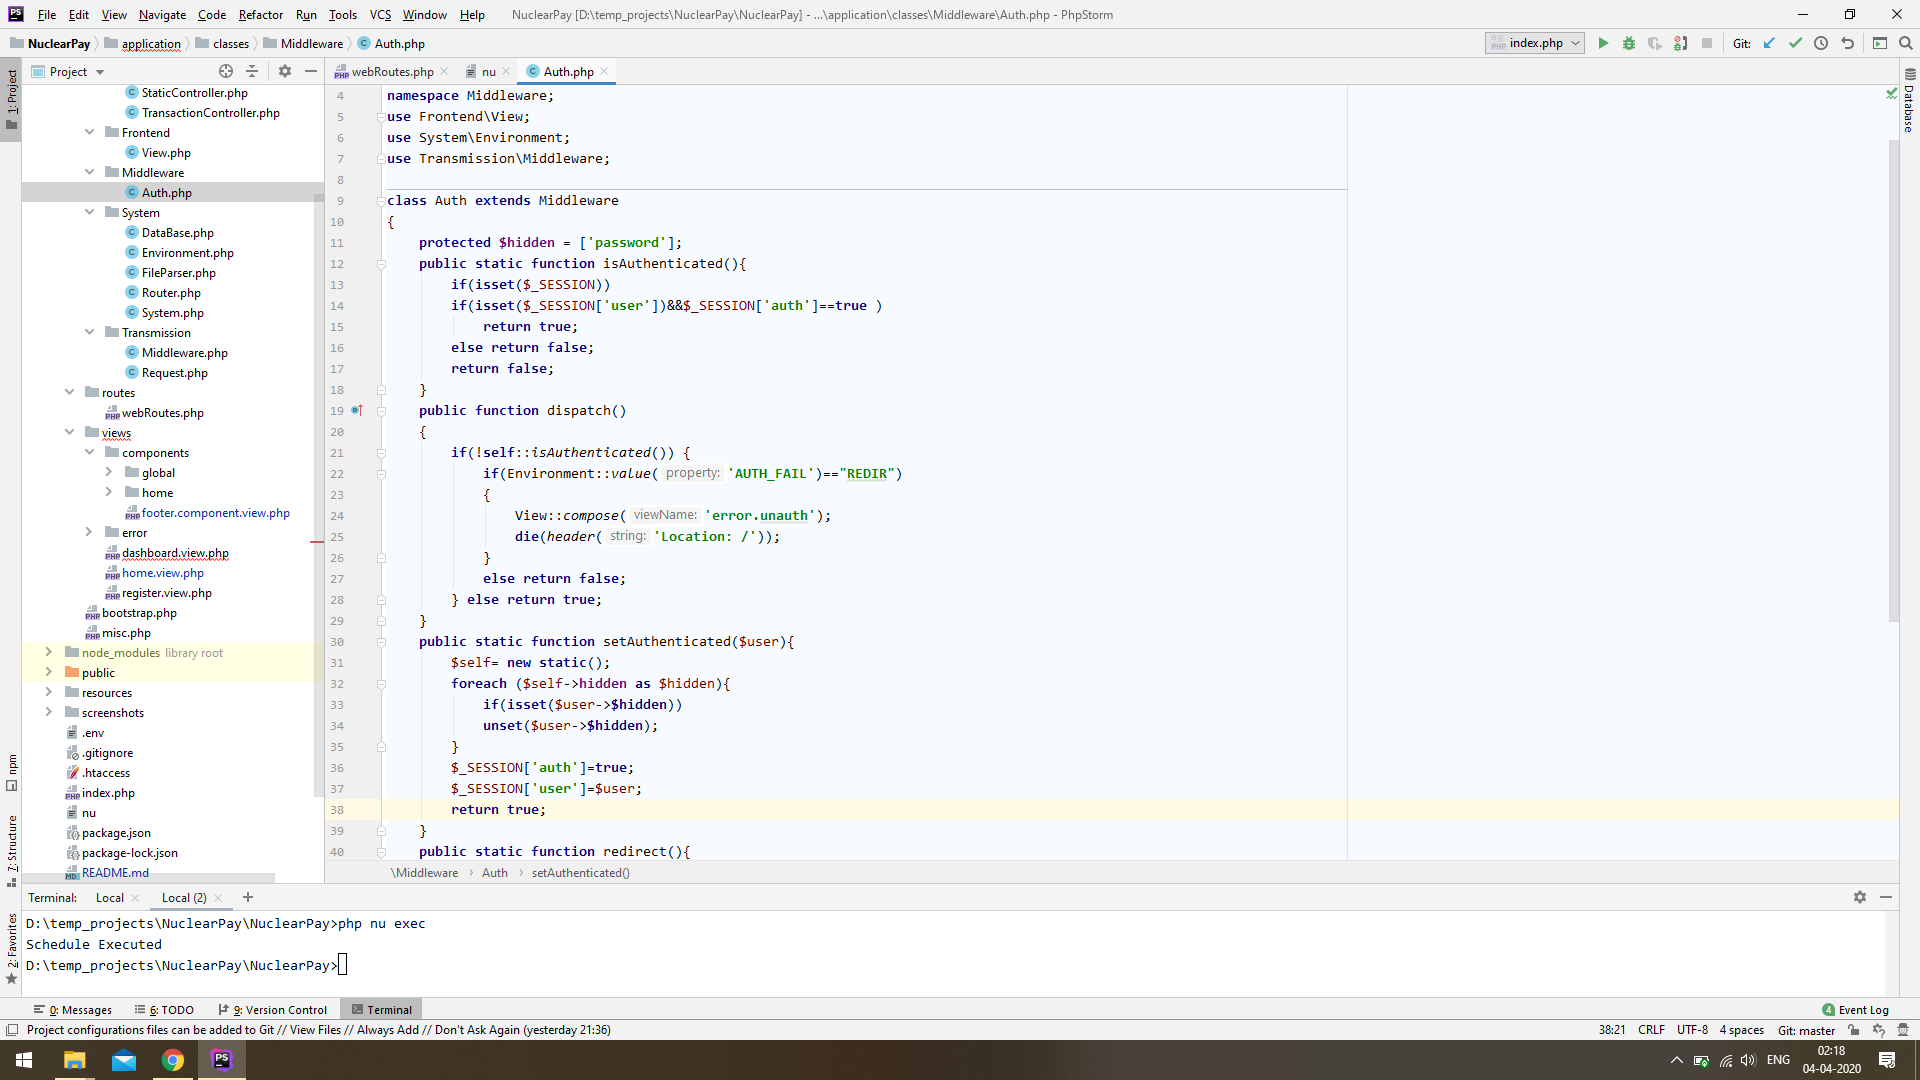 PS File Edit View Navigate Code Refactor Run Tools VCS Window Help NuclearPay [D:\temp_projects\NuclearPay\NuclearPay] - ...\application\classes\Middleware\Auth.php - PhpStorm
NuclearPay application classes Middleware Auth.php index.php Git:
Project webRoutes.php nu Auth.php
1: Project
StaticController.php
TransactionController.php
Frontend
View.php
Middleware
Auth.php
System
DataBase.php
Environment.php
FileParser.php
Router.php
System.php
Transmission
Middleware.php
Request.php
routes
webRoutes.php
views
components
global
home
footer.component.view.php
error
dashboard.view.php
home.view.php
register.view.php
bootstrap.php
misc.php
node_modules library root
public
resources
screenshots
.env
.gitignore
.htaccess
index.php
nu
package.json
package-lock.json
README.md
npm
7: Structure
2: Favorites
Database
4 namespace Middleware;
5 use Frontend\View;
6 use System\Environment;
7 use Transmission\Middleware;
8
9 class Auth extends Middleware
10 {
11 protected $hidden = ['password'];
12 public static function isAuthenticated(){
13 if(isset($_SESSION))
14 if(isset($_SESSION['user'])&&$_SESSION['auth']==true )
15 return true;
16 else return false;
17 return false;
18 }
19 public function dispatch()
20 {
21 if(!self::isAuthenticated()) {
22 if(Environment::value( property: 'AUTH_FAIL')=="REDIR")
23 {
24 View::compose( viewName: 'error.unauth');
25 die(header( string: 'Location: /'));
26 }
27 else return false;
28 } else return true;
29 }
30 public static function setAuthenticated($user){
31 $self= new static();
32 foreach ($self->hidden as $hidden){
33 if(isset($user->$hidden))
34 unset($user->$hidden);
35 }
36 $_SESSION['auth']=true;
37 $_SESSION['user']=$user;
38 return true;
39 }
40 public static function redirect(){
\Middleware Auth setAuthenticated()
Terminal: Local Local (2)
D:\temp_projects\NuclearPay\NuclearPay>php nu exec
Schedule Executed
D:\temp_projects\NuclearPay\NuclearPay>
0: Messages 6: TODO 9: Version Control Terminal 4 Event Log
Project configurations files can be added to Git // View Files // Always Add // Don't Ask Again (yesterday 21:36) 38:21 CRLF UTF-8 4 spaces Git: master
PS ENG 02:18
04-04-2020